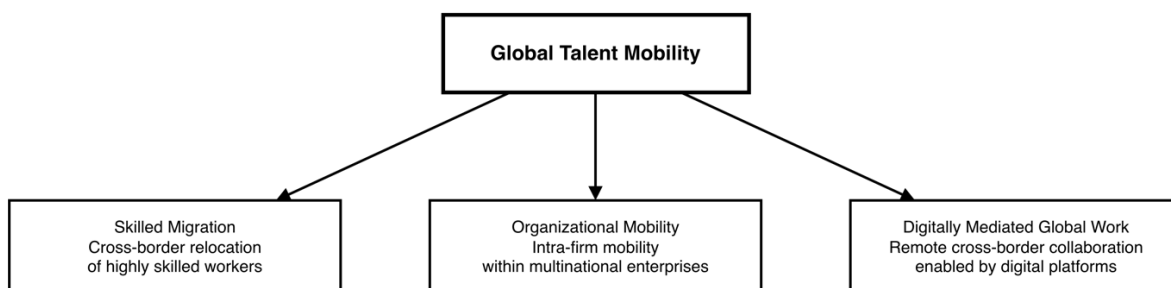 Global Talent Mobility
Skilled Migration
Cross-border relocation
of highly skilled workers
Organizational Mobility
Intra-firm mobility
within multinational enterprises
Digitally Mediated Global Work
Remote cross-border collaboration
enabled by digital platforms